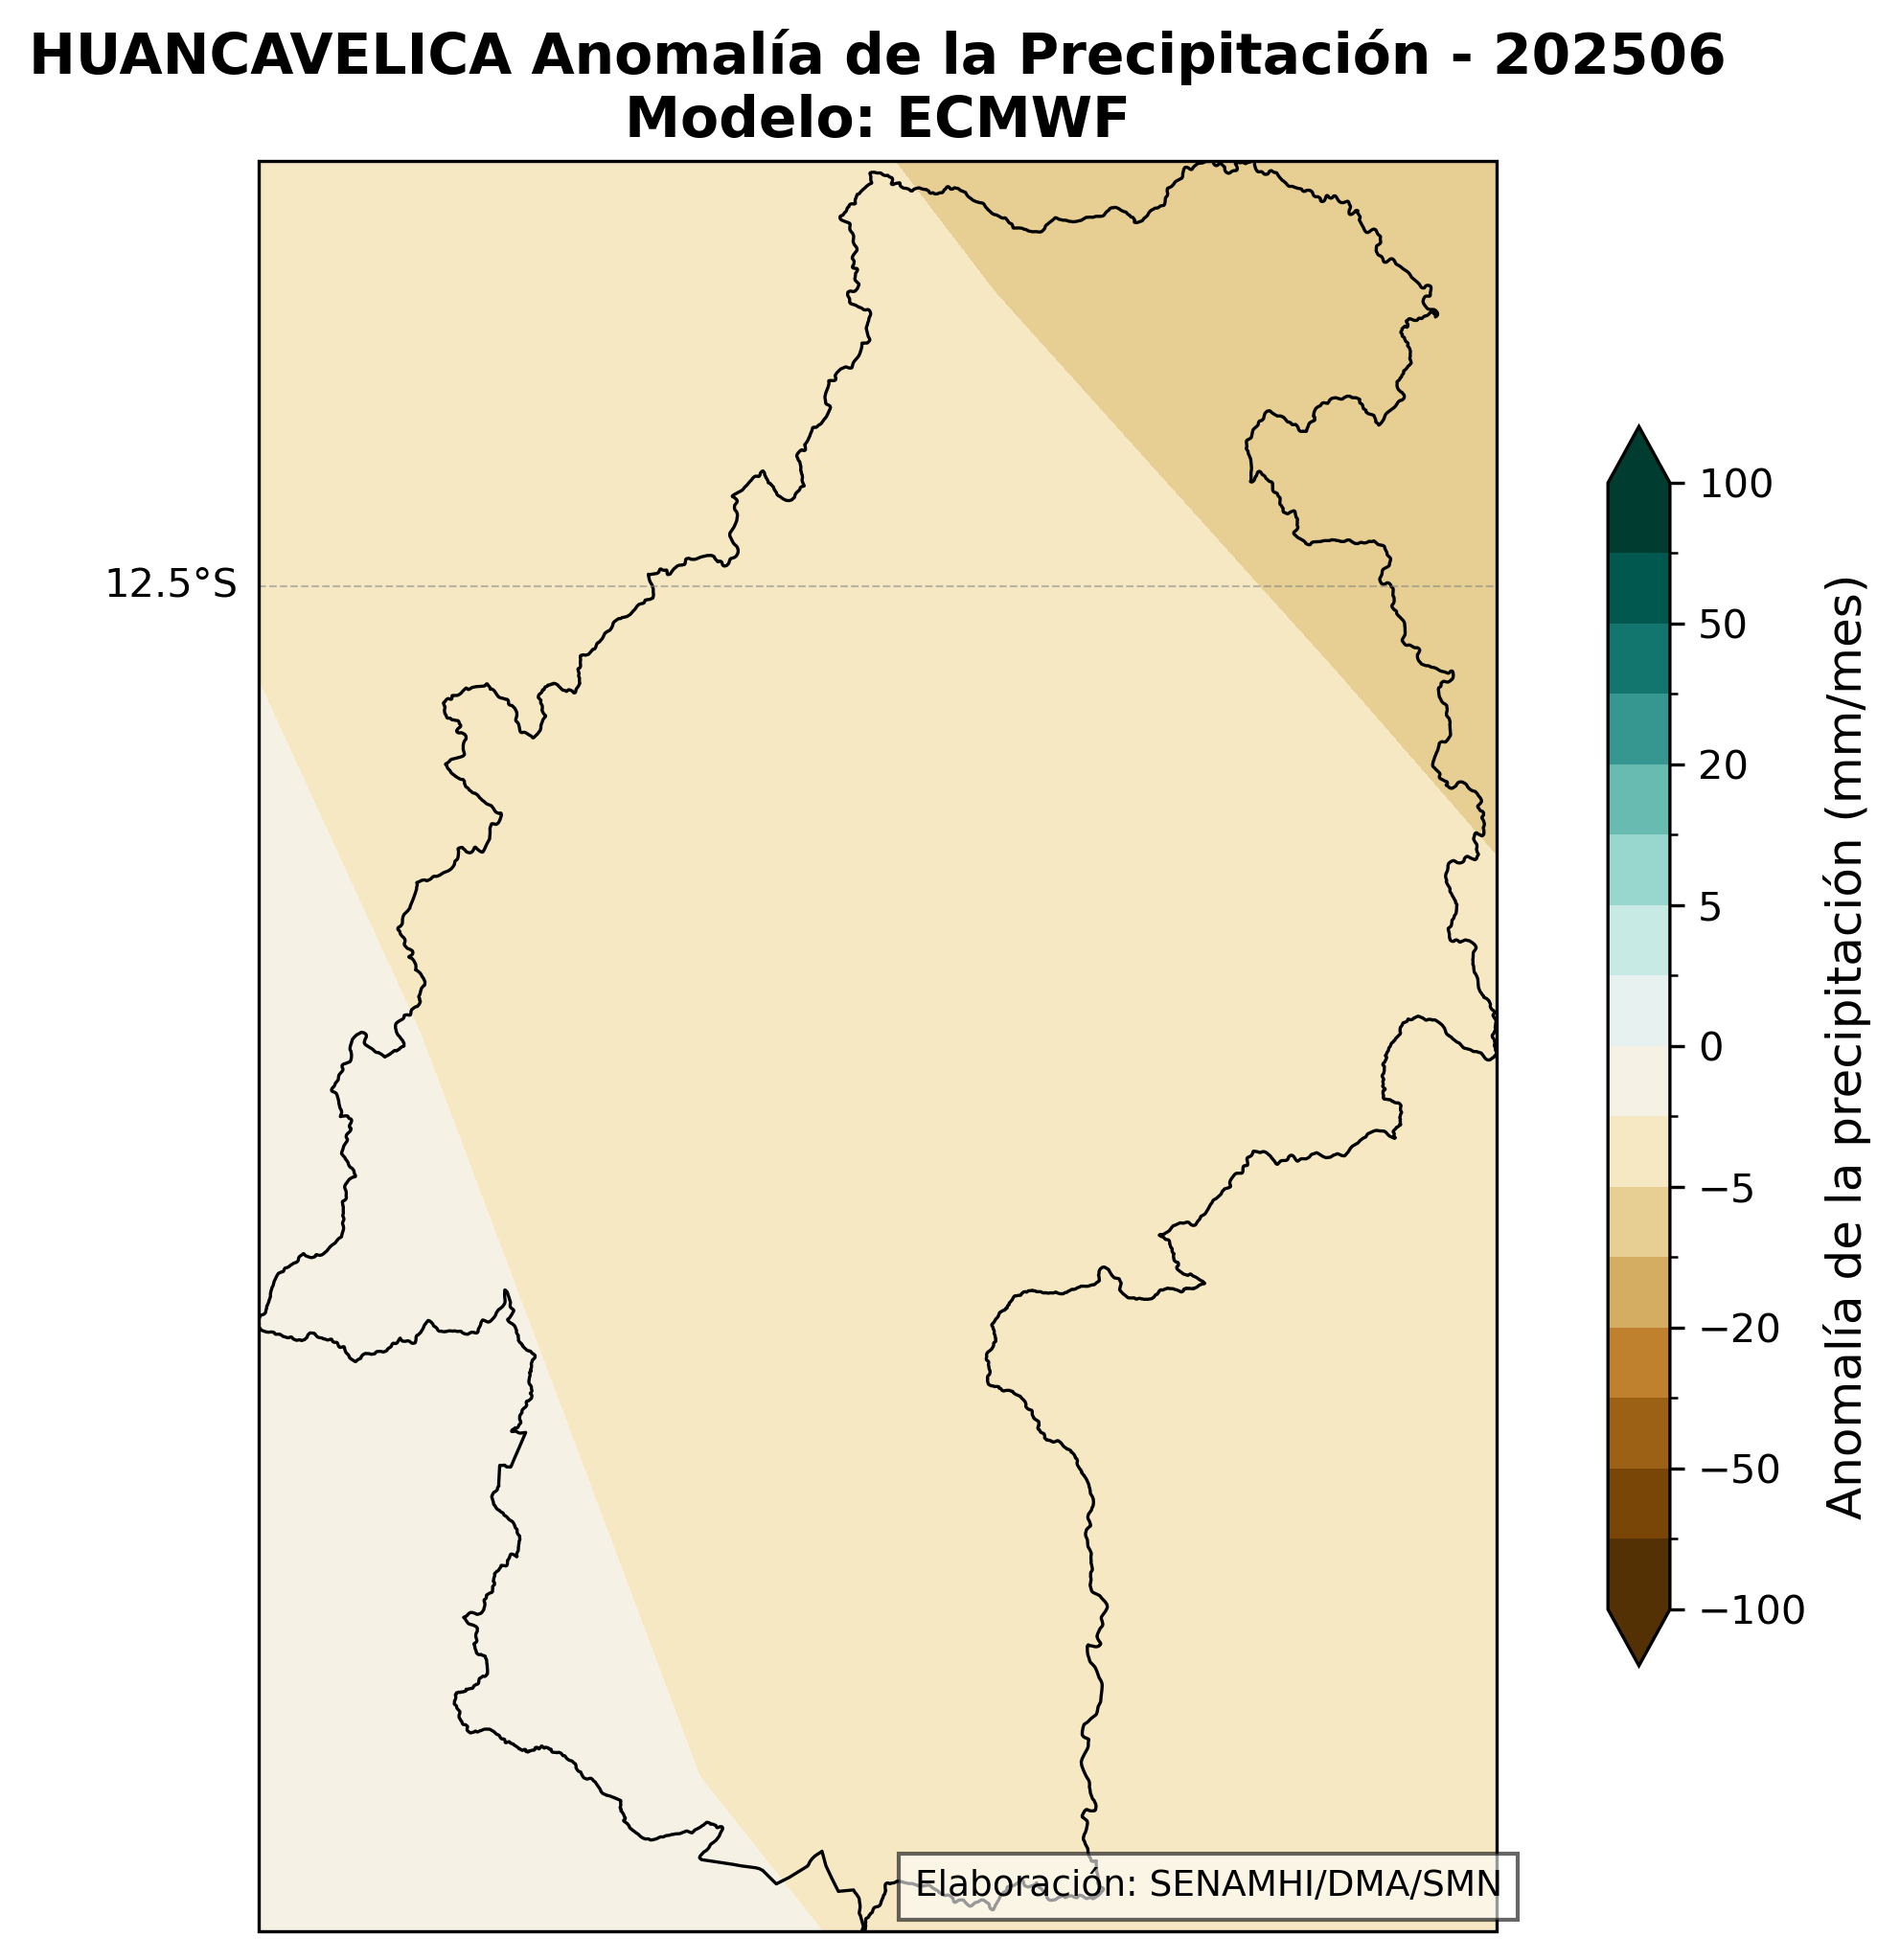 HUANCAVELICA Anomalía de la Precipitación - 202506
Modelo: ECMWF
12.5°S
100
50
20
5
0
−5
−20
−50
−100
Anomalía de la precipitación (mm/mes)
Elaboración: SENAMHI/DMA/SMN